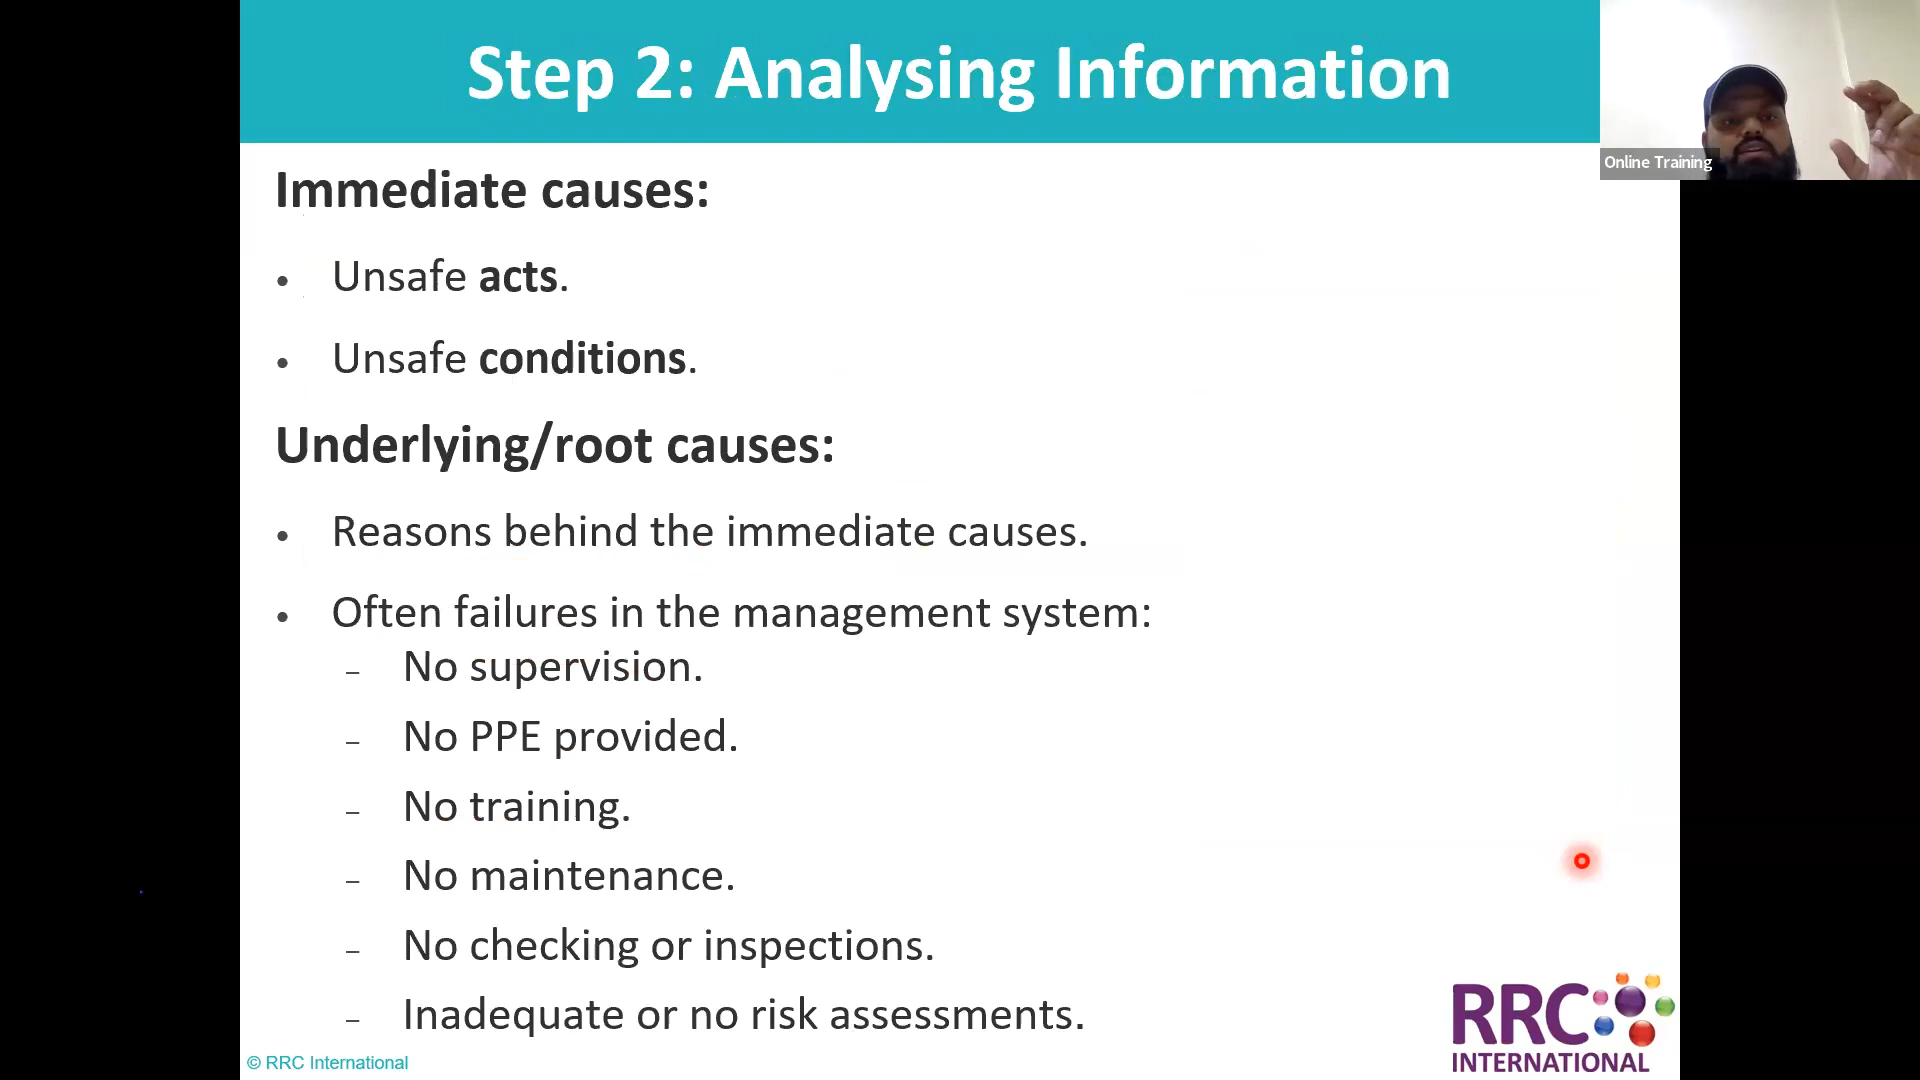 Step 2: Analysing Information
Online Training
Immediate causes:
• Unsafe acts.
• Unsafe conditions.
Underlying/root causes:
• Reasons behind the immediate causes.
• Often failures in the management system:
– No supervision.
– No PPE provided.
– No training.
– No maintenance.
– No checking or inspections.
– Inadequate or no risk assessments.
© RRC International
RRC
INTERNATIONAL